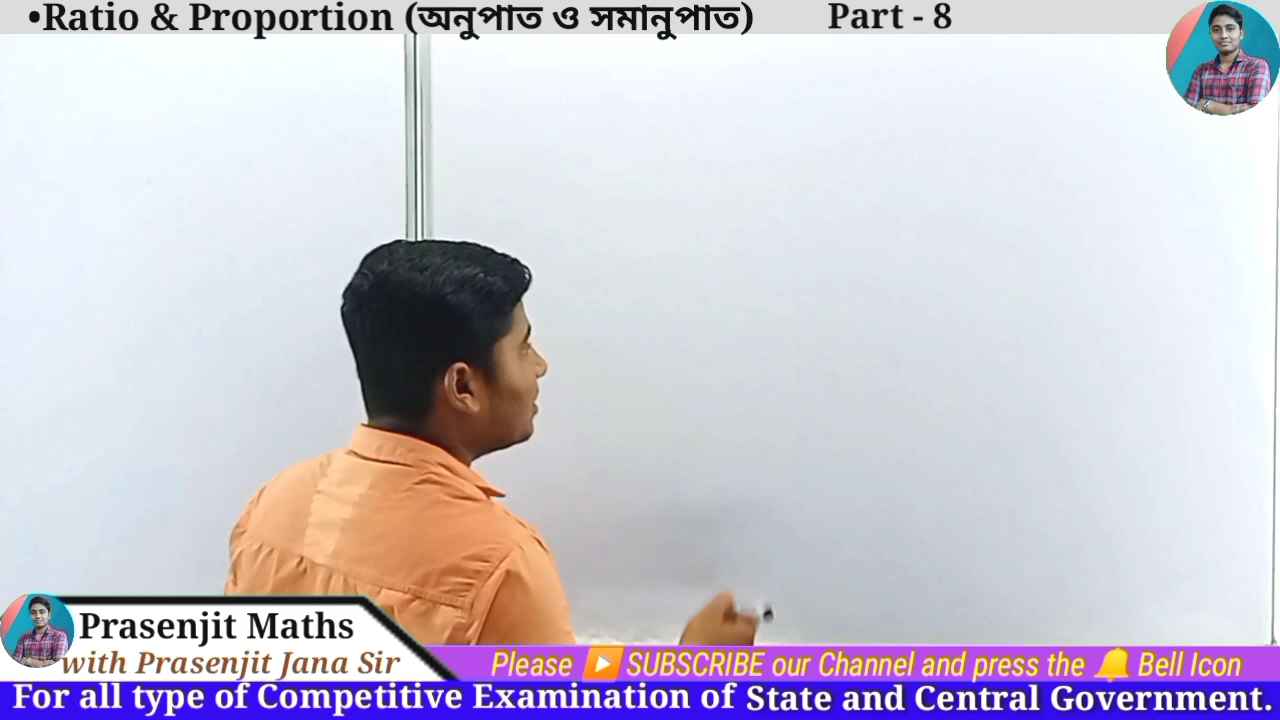 •Ratio & Proportion (অনুপাত ও সমানুপাত) Part - 8
Prasenjit Maths
with Prasenjit Jana Sir
Please ▶️ SUBSCRIBE our Channel and press the 🔔 Bell Icon
For all type of Competitive Examination of State and Central Government.